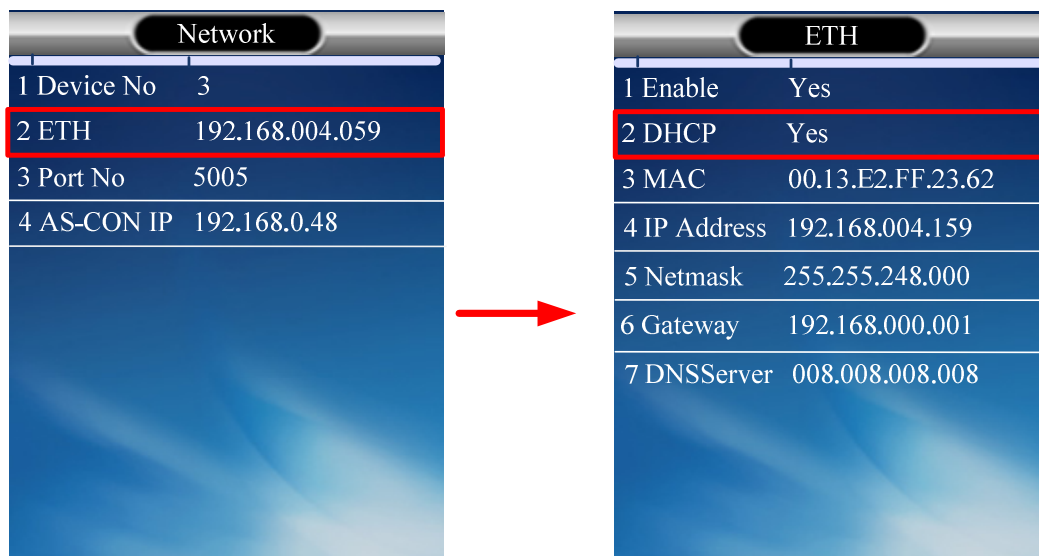 Network
1 Device No 3
2 ETH 192.168.004.059
3 Port No 5005
4 AS-CON IP 192.168.0.48
ETH
1 Enable Yes
2 DHCP Yes
3 MAC 00.13.E2.FF.23.62
4 IP Address 192.168.004.159
5 Netmask 255.255.248.000
6 Gateway 192.168.000.001
7 DNSServer 008.008.008.008